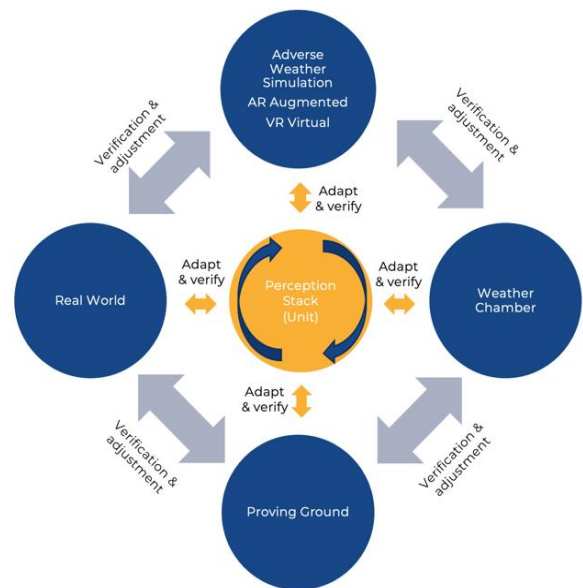 Adverse
Weather
Simulation
AR Augmented
VR Virtual
Verification &
adjustment
Verification &
adjustment
Adapt
& verify
Real World
Adapt
& verify
Perception
Stack
(Unit)
Adapt
& verify
Weather
Chamber
Adapt
& verify
Verification &
adjustment
Verification &
adjustment
Proving Ground